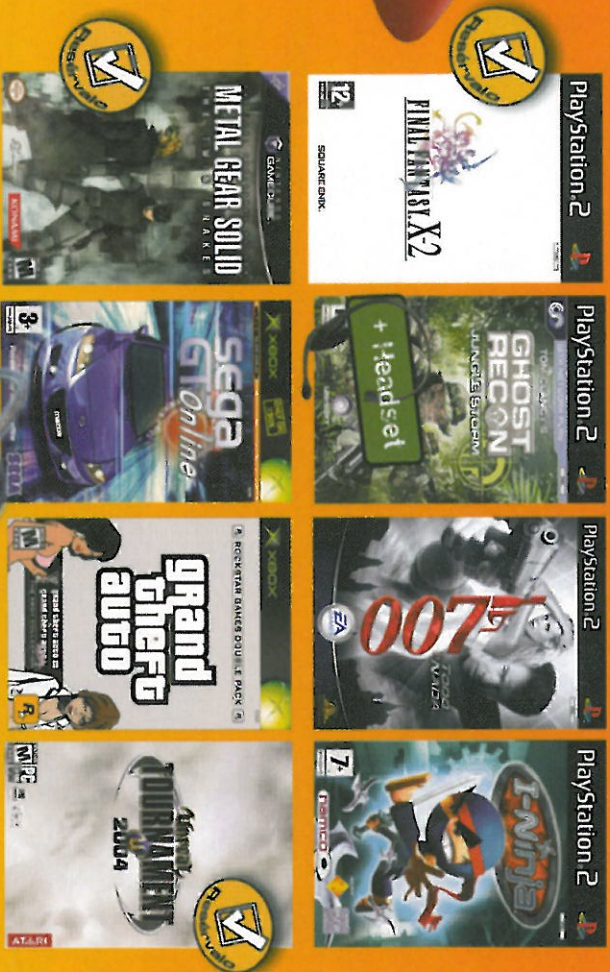 Resérvalo
PlayStation.2
FINAL FANTASY. X-2
SQUARE ENIX.
12+
PlayStation.2
GHOST
RECON
JUNGLE STORM
+ Headset
PlayStation.2
007
EA
PlayStation.2
I-Ninja
7+
namco
Resérvalo
GAMECUBE
METAL GEAR SOLID
THE TWIN SNAKES
KONAMI
M
XBOX
SEGA
GT Online
3+
SEGA
XBOX
ROCKSTAR GAMES DOUBLE PACK
grand
theft
auto
M
R
Unreal
TOURNAMENT
2004
M PC
ATARI
Resérvalo